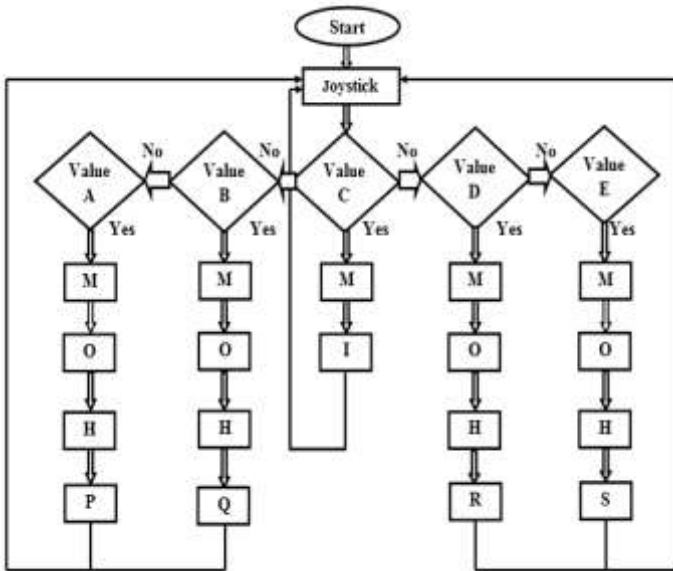 Start
Joystick
No No No No
Value A
Value B
Value C
Value D
Value E
Yes Yes Yes Yes Yes
M M M M M
O O I O O
H H H H
P Q R S